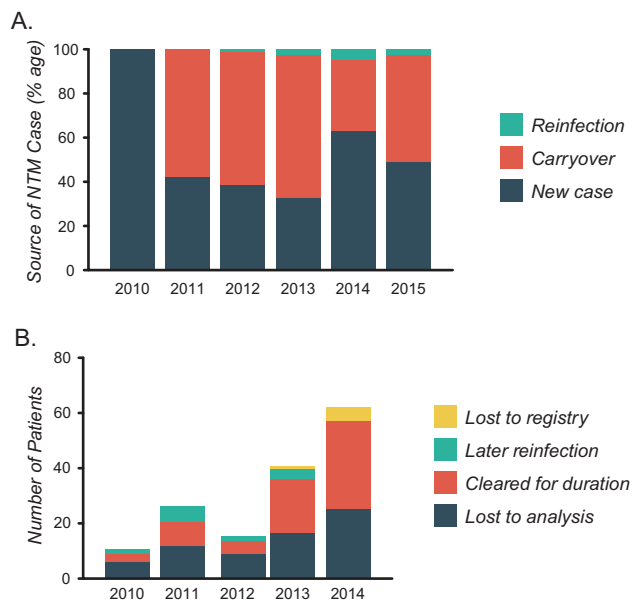 A.
Source of NTM Case (% age)
100
80
60
40
20
0
2010 2011 2012 2013 2014 2015
Reinfection
Carryover
New case
B.
Number of Patients
80
60
40
20
0
2010 2011 2012 2013 2014
Lost to registry
Later reinfection
Cleared for duration
Lost to analysis